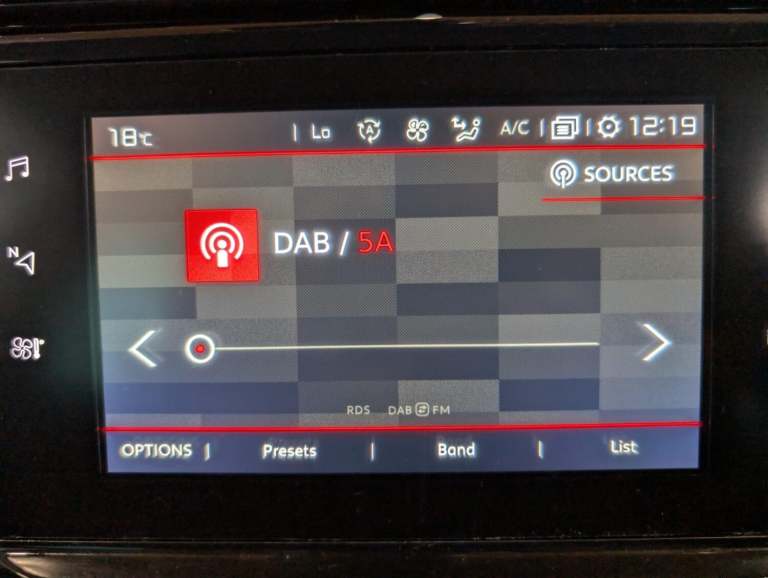 18℃ | Lo A A/C | | 12:19
SOURCES
DAB / 5A
N
RDS DAB FM
OPTIONS | Presets | Band | List